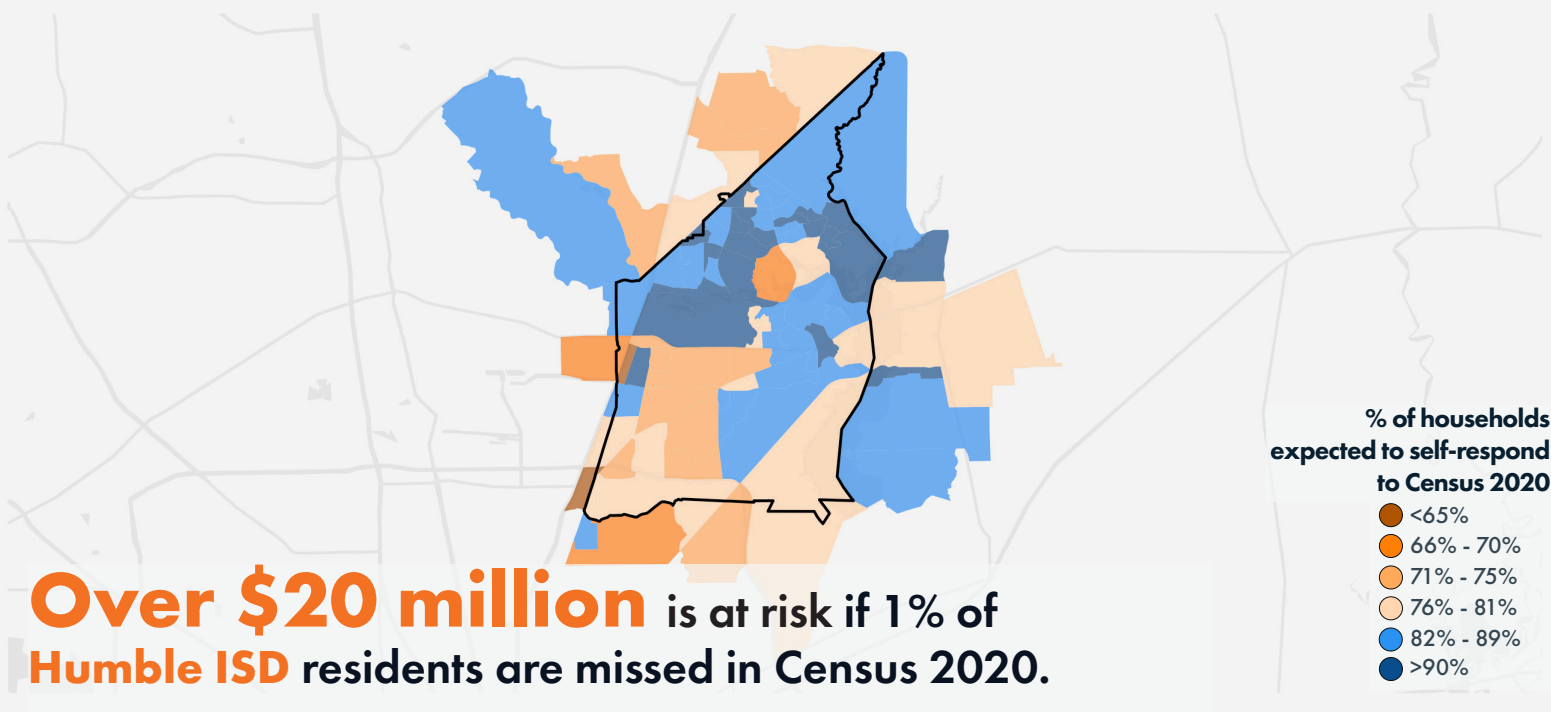 % of households
expected to self-respond
to Census 2020
<65%
66% - 70%
71% - 75%
76% - 81%
82% - 89%
>90%
Over $20 million is at risk if 1% of
Humble ISD residents are missed in Census 2020.